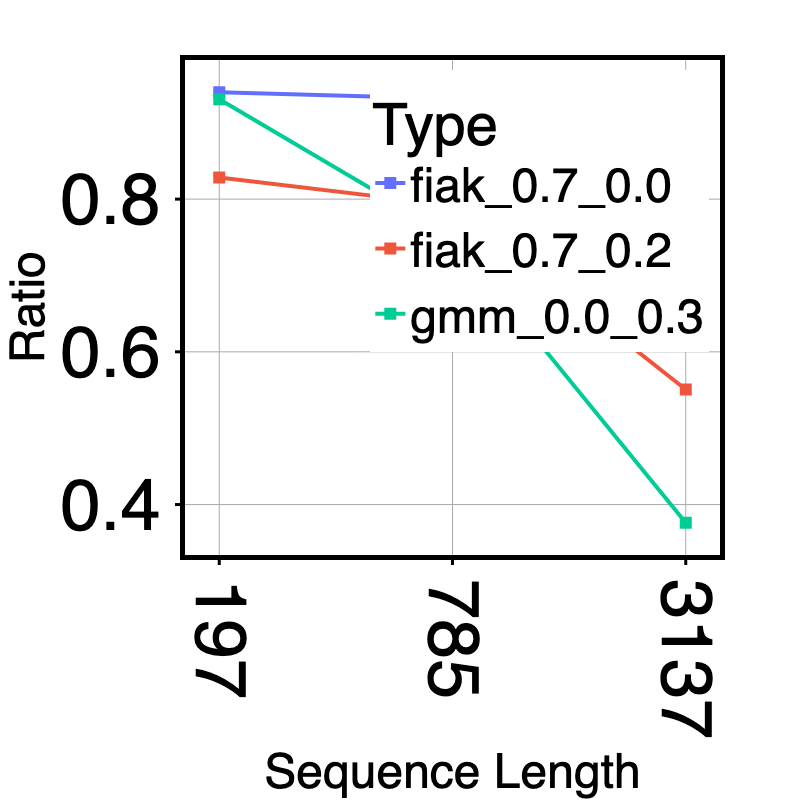 Type
fiak_0.7_0.0
fiak_0.7_0.2
gmm_0.0_0.3
Ratio
0.8
0.6
0.4
197
785
3137
Sequence Length